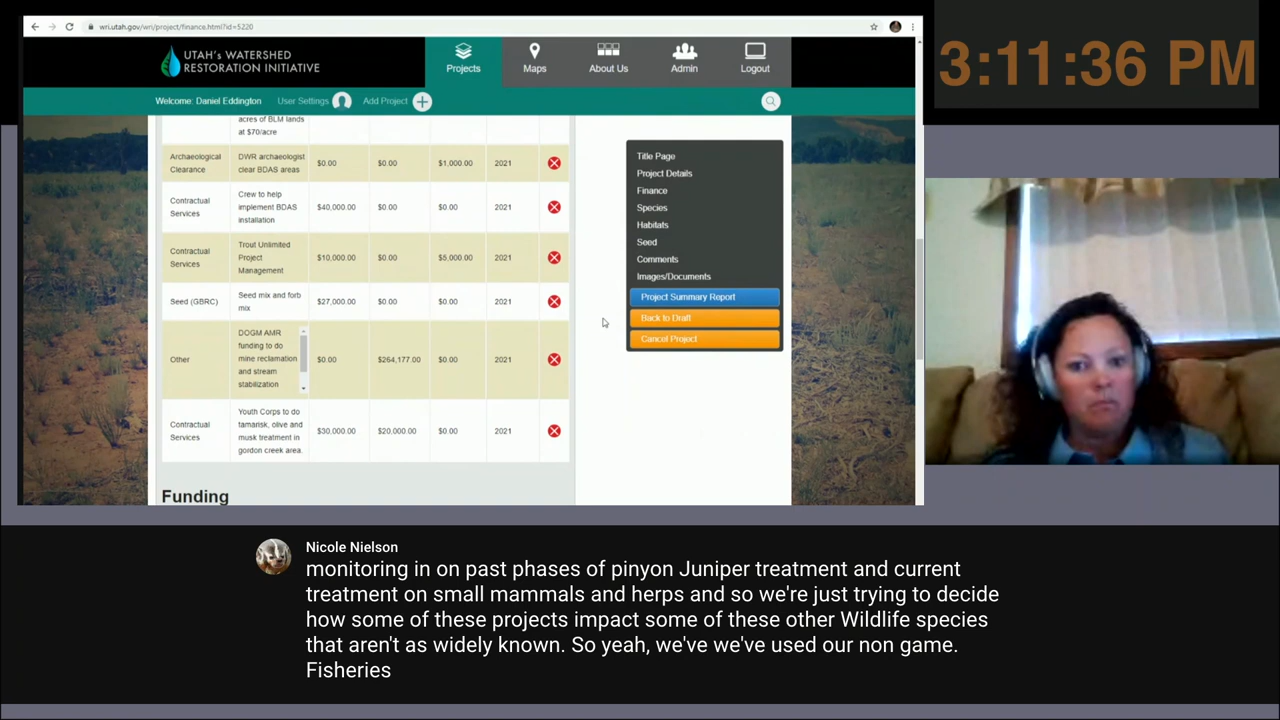 wri.utah.gov/wri/project/finance.html?id=5220
3:11:36 PM
UTAH's WATERSHED
RESTORATION INITIATIVE
Projects
Maps
About Us
Admin
Logout
Welcome: Daniel Eddington
User Settings
Add Project
acres of BLM lands
at $70/acre
Archaeological
Clearance
DWR archaeologist
clear BDAS areas
$0.00
$0.00
$1,000.00
2021
Contractual
Services
Crew to help
implement BDAS
installation
$40,000.00
$0.00
$0.00
2021
Contractual
Services
Trout Unlimited
Project
Management
$10,000.00
$0.00
$5,000.00
2021
Seed (GBRC)
Seed mix and forb
mix
$27,000.00
$0.00
$0.00
2021
Other
DOGM AMR
funding to do
mine reclamation
and stream
stabilization
$0.00
$264,177.00
$0.00
2021
Contractual
Services
Youth Corps to do
tamarisk, olive and
musk treatment in
gordon creek area.
$30,000.00
$20,000.00
$0.00
2021
Funding
Title Page
Project Details
Finance
Species
Habitats
Seed
Comments
Images/Documents
Project Summary Report
Back to Draft
Cancel Project
Nicole Nielson
monitoring in on past phases of pinyon Juniper treatment and current
treatment on small mammals and herps and so we're just trying to decide
how some of these projects impact some of these other Wildlife species
that aren't as widely known. So yeah, we've we've used our non game.
Fisheries